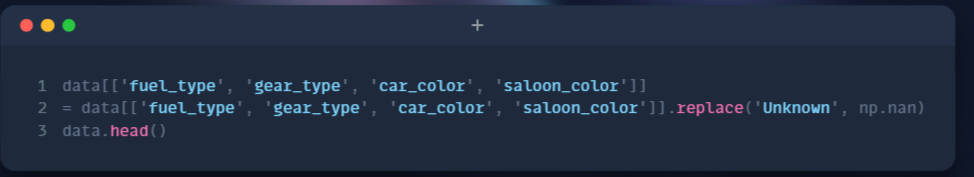 +
1 data[['fuel_type', 'gear_type', 'car_color', 'saloon_color']]
2 = data[['fuel_type', 'gear_type', 'car_color', 'saloon_color']].replace('Unknown', np.nan)
3 data.head()